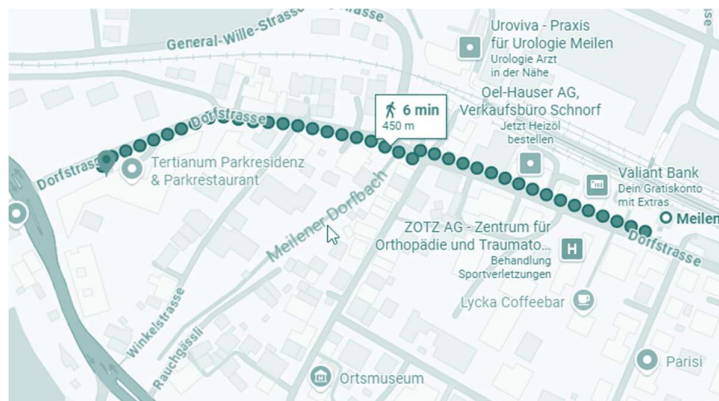 General-Wille-Strasse
Uroviva - Praxis
für Urologie Meilen
Urologie Arzt
in der Nähe
Oel-Hauser AG,
Verkaufsbüro Schnorf
Jetzt Heizöl
bestellen
6 min
450 m
Dorfstrasse
Dorfstrasse
Tertianum Parkresidenz
& Parkrestaurant
Valiant Bank
Dein Gratiskonto
mit Extras
Meilen
Meilener Dorfbach
ZOTZ AG - Zentrum für
Orthopädie und Traumato...
Behandlung
Sportverletzungen
H
Dorfstrasse
Lycka Coffeebar
Winkelstrasse
Rauchgässli
Ortsmuseum
Parisi